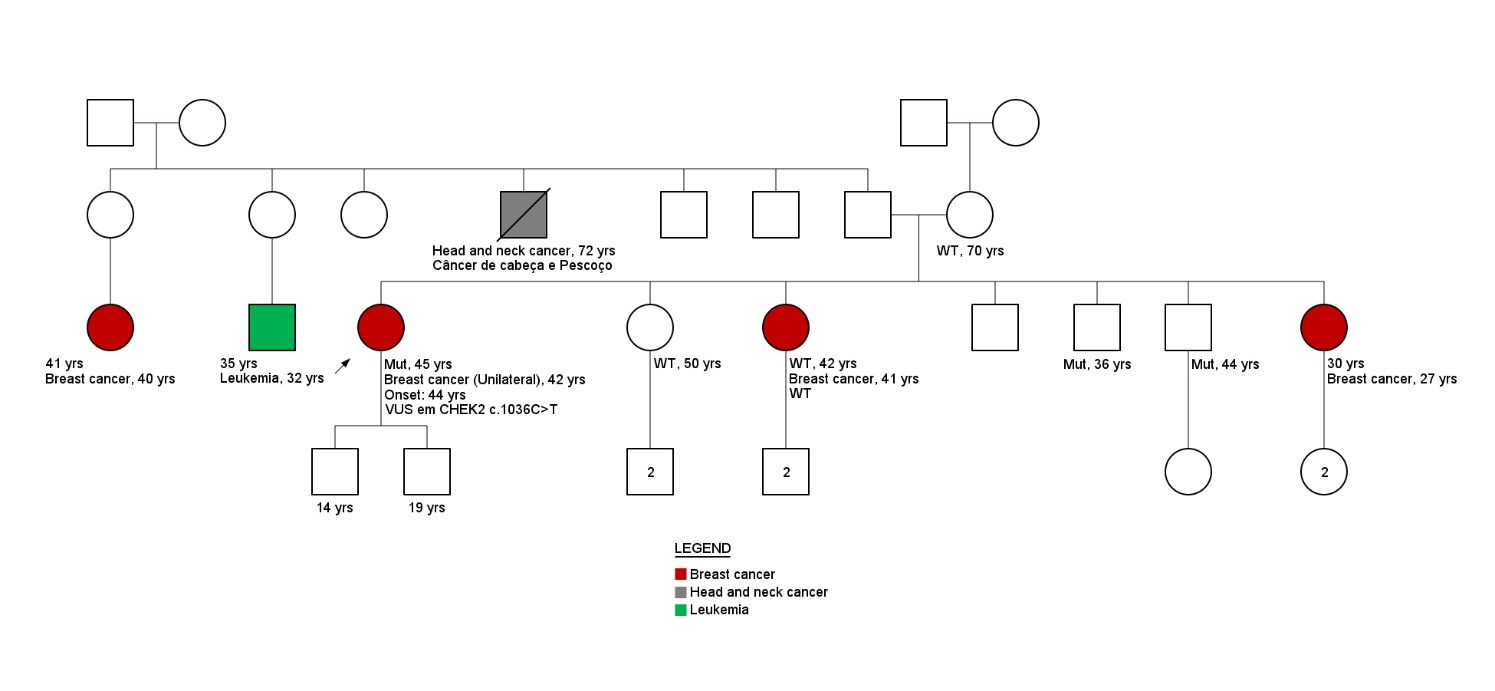 Head and neck cancer, 72 yrs
Câncer de cabeça e Pescoço
WT, 70 yrs
41 yrs
Breast cancer, 40 yrs
35 yrs
Leukemia, 32 yrs
Mut, 45 yrs
Breast cancer (Unilateral), 42 yrs
Onset: 44 yrs
VUS em CHEK2 c.1036C>T
WT, 50 yrs
WT, 42 yrs
Breast cancer, 41 yrs
WT
Mut, 36 yrs
Mut, 44 yrs
30 yrs
Breast cancer, 27 yrs
14 yrs
19 yrs
2
2
2
LEGEND
Breast cancer
Head and neck cancer
Leukemia